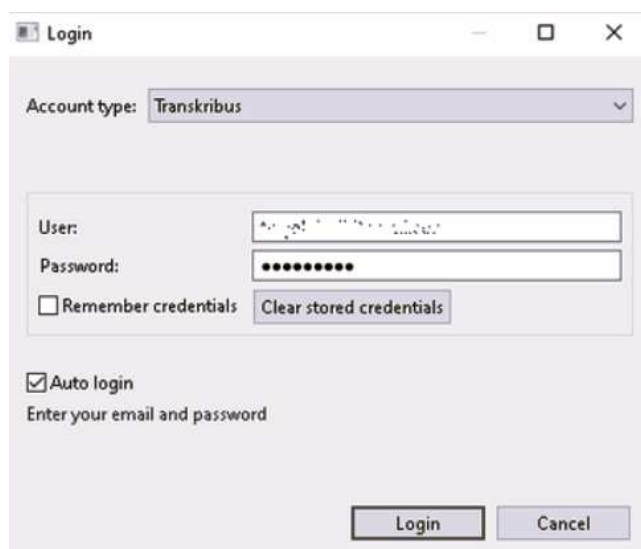 Login
Account type: Transkribus
User:
Password: •••••••••
Remember credentials Clear stored credentials
Auto login
Enter your email and password
Login Cancel